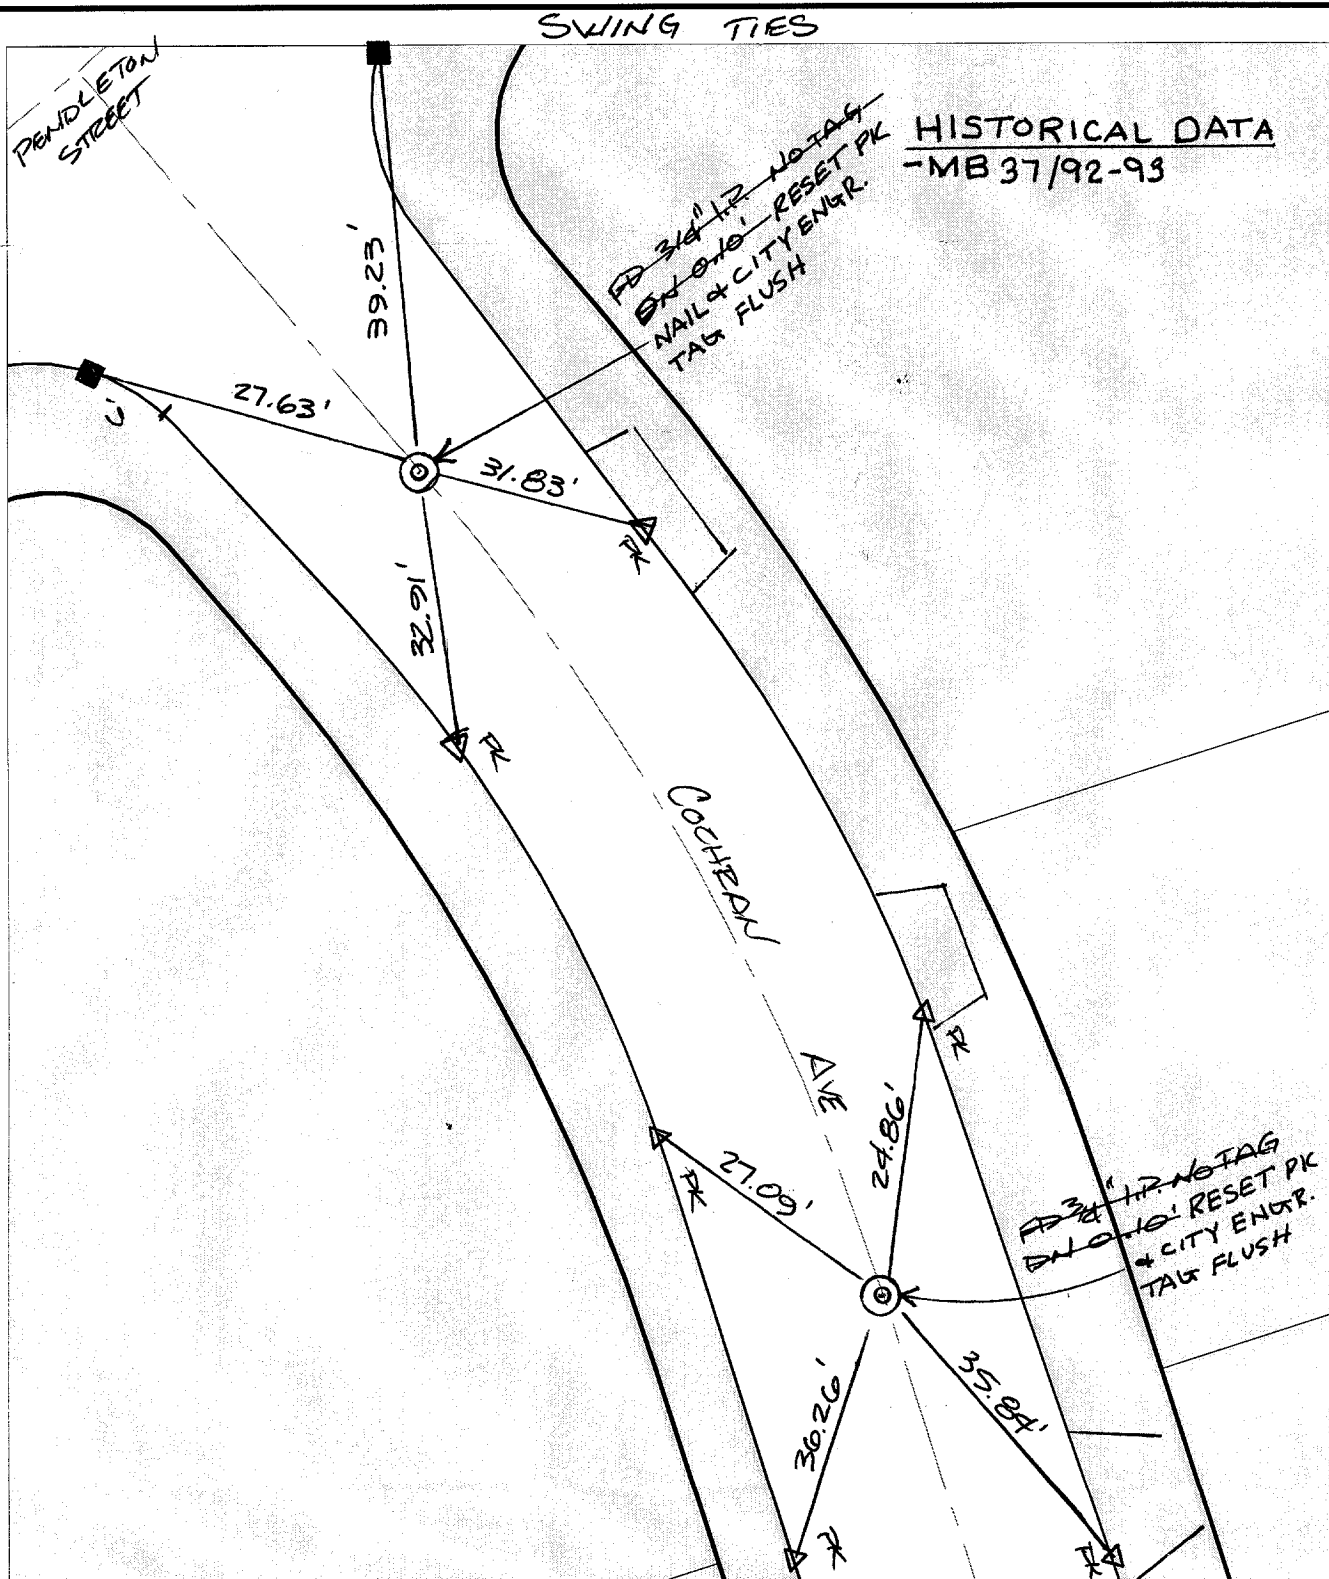 SWING TIES
PENDLETON
STREET
HISTORICAL DATA
-MB 37/92-93
FD 3/4" I.P. NO TAG
DN 0.10' RESET PK
NAIL & CITY ENGR.
TAG FLUSH
39.23'
27.63'
6'
31.83'
PK
32.91'
PK
COCHRAN
AVE
PK
24.86'
27.09'
PK
FD 3/4" I.P. NO TAG
DN 0.10' RESET PK
& CITY ENGR.
TAG FLUSH
36.26'
35.84'
PK
PK